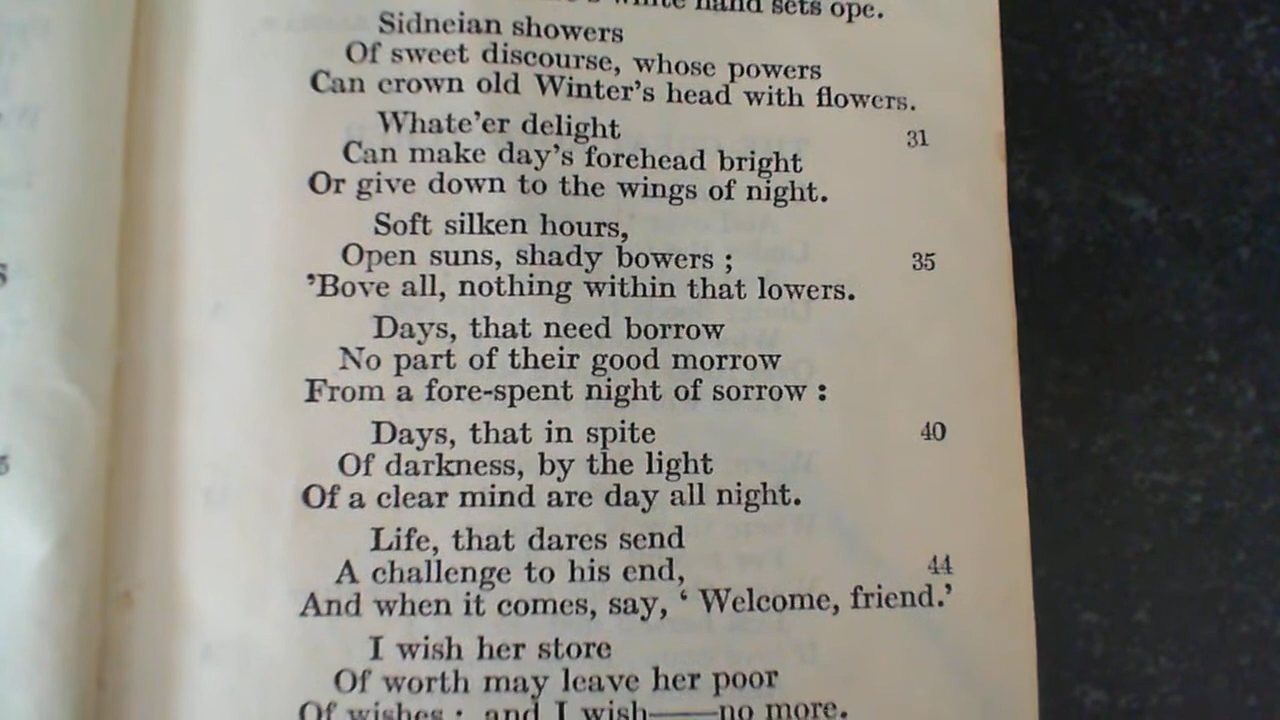 white hand sets ope.
Sidneian showers
Of sweet discourse, whose powers
Can crown old Winter's head with flowers.
Whate'er delight 31
Can make day's forehead bright
Or give down to the wings of night.
Soft silken hours,
Open suns, shady bowers ; 35
'Bove all, nothing within that lowers.
Days, that need borrow
No part of their good morrow
From a fore-spent night of sorrow :
Days, that in spite 40
Of darkness, by the light
Of a clear mind are day all night.
Life, that dares send
A challenge to his end, 44
And when it comes, say, ‘ Welcome, friend.’
I wish her store
Of worth may leave her poor
Of wishes ; and I wish——no more.